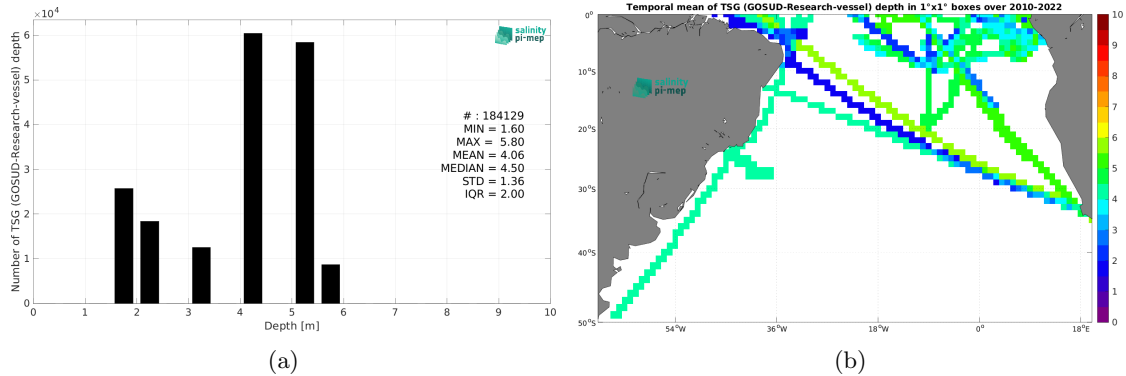 ×10⁴
6
5
4
3
2
1
0
Number of TSG (GOSUD-Research-vessel) depth
salinity
pi-mep
# : 184129
MIN = 1.60
MAX = 5.80
MEAN = 4.06
MEDIAN = 4.50
STD = 1.36
IQR = 2.00
0 1 2 3 4 5 6 7 8 9 10
Depth [m]
(a)
Temporal mean of TSG (GOSUD-Research-vessel) depth in 1°x1° boxes over 2010-2022
0°
10°S
20°S
30°S
40°S
50°S
salinity
pi-mep
54°W 36°W 18°W 0° 18°E
10
9
8
7
6
5
4
3
2
1
0
(b)